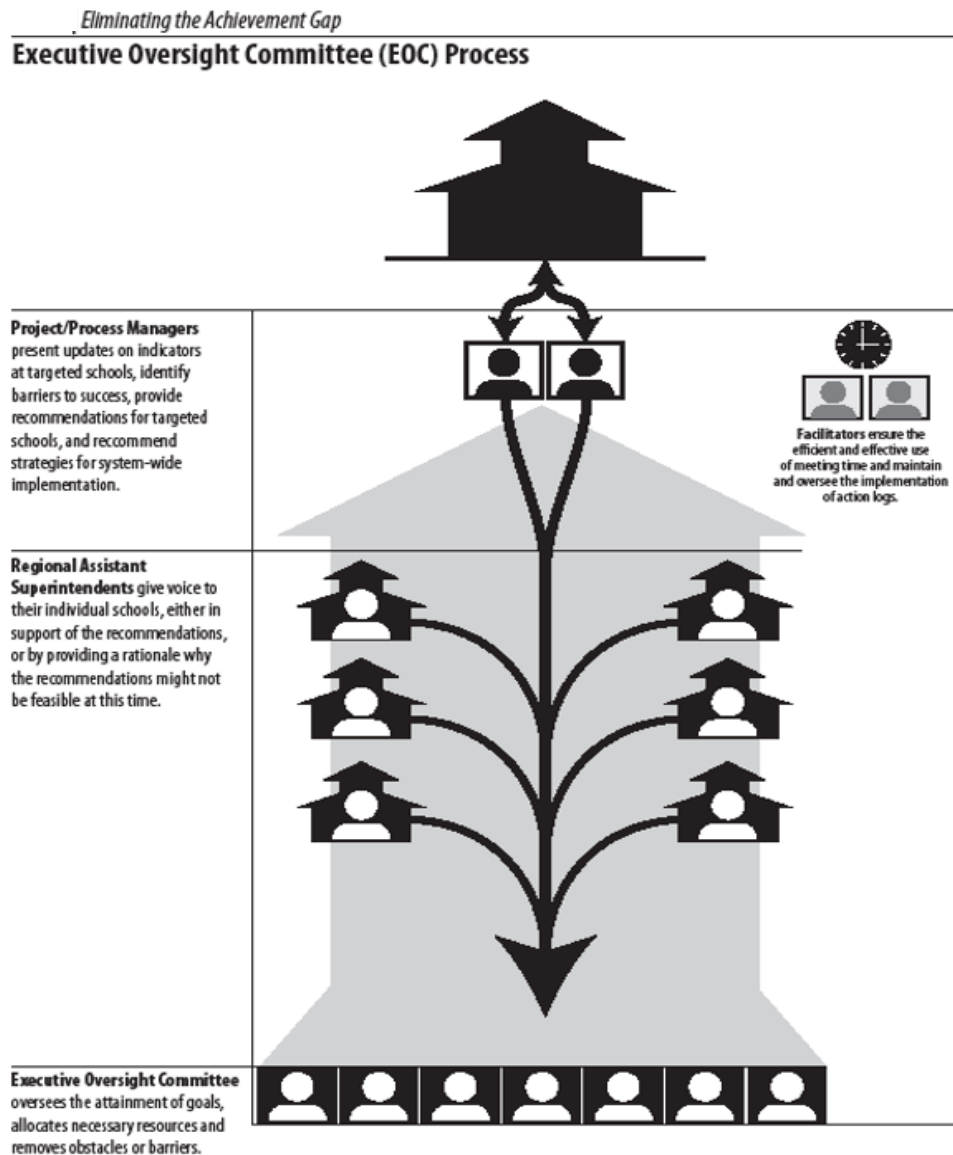 Eliminating the Achievement Gap
Executive Oversight Committee (EOC) Process
Project/Process Managers
present updates on indicators
at targeted schools, identify
barriers to success, provide
recommendations for targeted
schools, and reccommend
strategies for system-wide
implementation.
Facilitators ensure the
efficient and effective use
of meeting time and maintain
and oversee the implementation
of action logs.
Regional Assistant
Superintendents give voice to
their individual schools, either in
support of the recommendations,
or by providing a rationale why
the recommendations might not
be feasible at this time.
Executive Oversight Committee
oversees the attainment of goals,
allocates necessary resources and
removes obstacles or barriers.